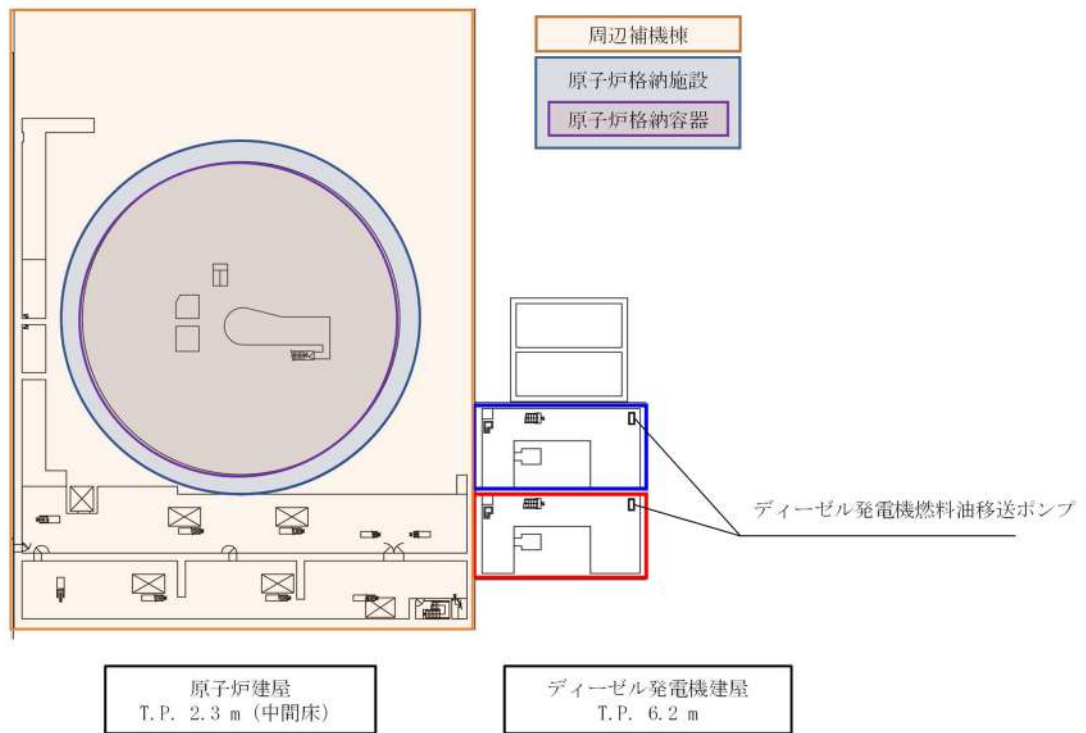 周辺補機棟
原子炉格納施設
原子炉格納容器
ディーゼル発電機燃料油移送ポンプ
原子炉建屋
T.P. 2.3 m (中間床)
ディーゼル発電機建屋
T.P. 6.2 m